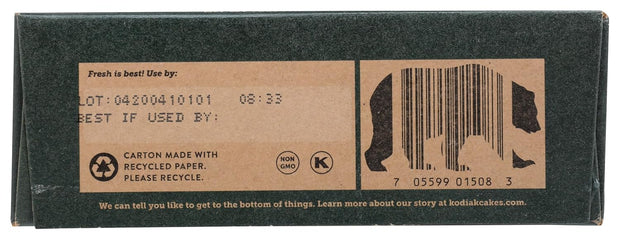 Fresh is best! Use by:
LOT:04200410101 08:33
BEST IF USED BY:
CARTON MADE WITH
RECYCLED PAPER.
PLEASE RECYCLE.
NON
GMO
K
7 05599 01508 3
We can tell you like to get to the bottom of things. Learn more about our story at kodiakcakes.com.